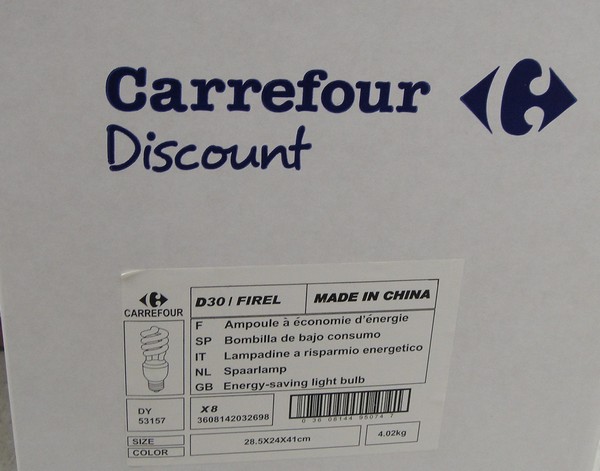 Carrefour
Discount
CARREFOUR
D30 / FIREL
MADE IN CHINA
F Ampoule à économie d'énergie
SP Bombilla de bajo consumo
IT Lampadine a risparmio energetico
NL Spaarlamp
GB Energy-saving light bulb
DY
53157
X8
3608142032698
SIZE
28.5X24X41cm
4.02kg
COLOR